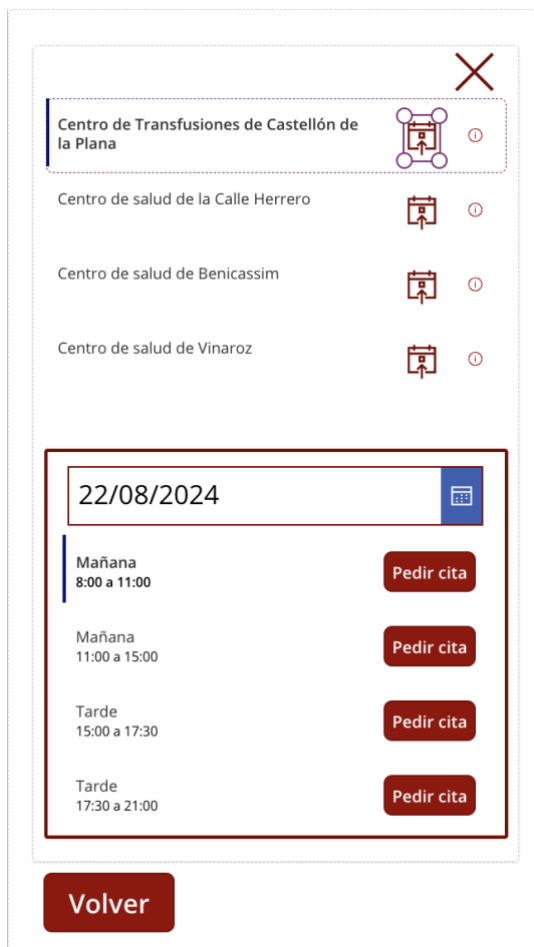 Centro de Transfusiones de Castellón de
la Plana
Centro de salud de la Calle Herrero
Centro de salud de Benicassim
Centro de salud de Vinaroz
22/08/2024
Mañana
8:00 a 11:00
Pedir cita
Mañana
11:00 a 15:00
Pedir cita
Tarde
15:00 a 17:30
Pedir cita
Tarde
17:30 a 21:00
Pedir cita
Volver